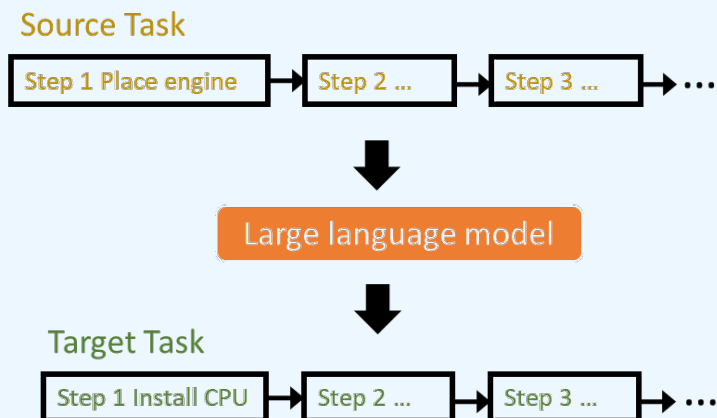 Source Task
Step 1 Place engine
Step 2 ...
Step 3 ...
...
Large language model
Target Task
Step 1 Install CPU
Step 2 ...
Step 3 ...
...